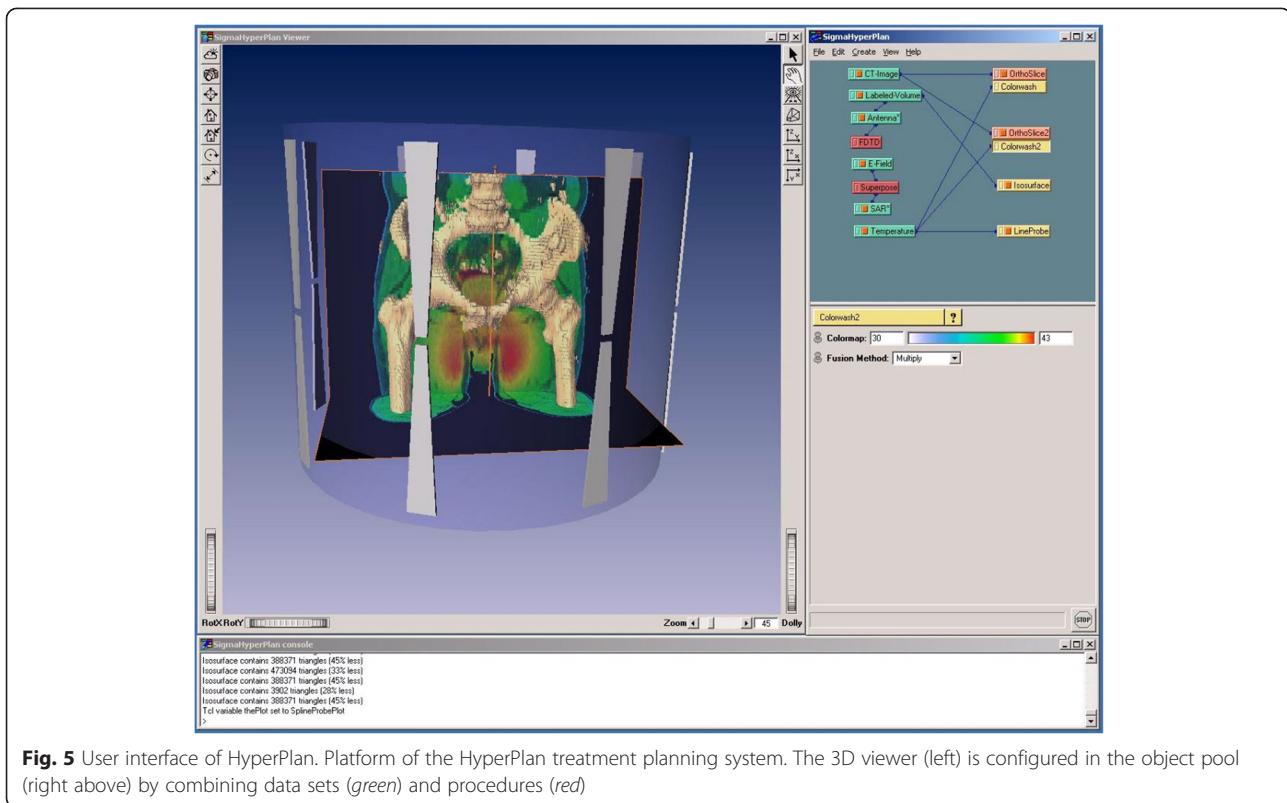 SigmaHyperPlan Viewer
RotX RotY
Zoom
45
Dolly
SigmaHyperPlan
File Edit Create View Help
CT-Image
OrthoSlice
Colorwash
Labeled-Volume
Antenna*
FDTD
OrthoSlice2
Colorwash2
E-Field
Superpose
Isosurface
SAR*
Temperature
LineProbe
Colorwash2 ?
Colormap: 30 43
Fusion Method: Multiply
STOP
SigmaHyperPlan console
Isosurface contains 388371 triangles (45% less)
Isosurface contains 473094 triangles (33% less)
Isosurface contains 388371 triangles (45% less)
Isosurface contains 3902 triangles (28% less)
Isosurface contains 388371 triangles (45% less)
Tcl variable thePlot set to SplineProbePlot
>
Fig. 5 User interface of HyperPlan. Platform of the HyperPlan treatment planning system. The 3D viewer (left) is configured in the object pool
(right above) by combining data sets (green) and procedures (red)